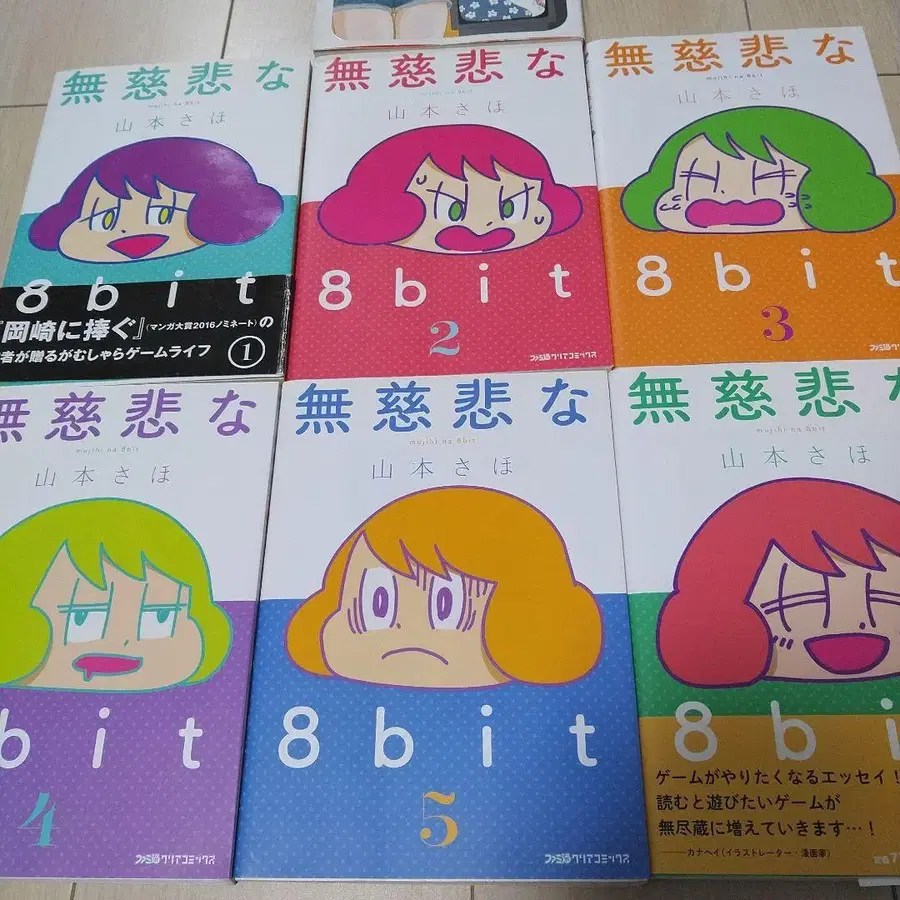 無慈悲な
mujihi na 8bit
山本さほ
8bit
『岡崎に捧ぐ』(マンガ大賞2016ノミネート)の
者が贈るがむしゃらゲームライフ
1
無慈悲な
山本さほ
8bit
2
ファミ通クリアコミックス
無慈悲な
mujihi na 8bit
山本さほ
8bit
3
ファミ通クリアコミックス
無慈悲な
mujihi na 8bit
山本さほ
bit
4
無慈悲な
mujihi na 8bit
山本さほ
8bit
5
ファミ通クリアコミックス
無慈悲な
mujihi na 8bit
山本さほ
8bi
ゲームがやりたくなるエッセイ!
読むと遊びたいゲームが
無尽蔵に増えていきます…!
カナヘイ(イラストレーター・漫画家)